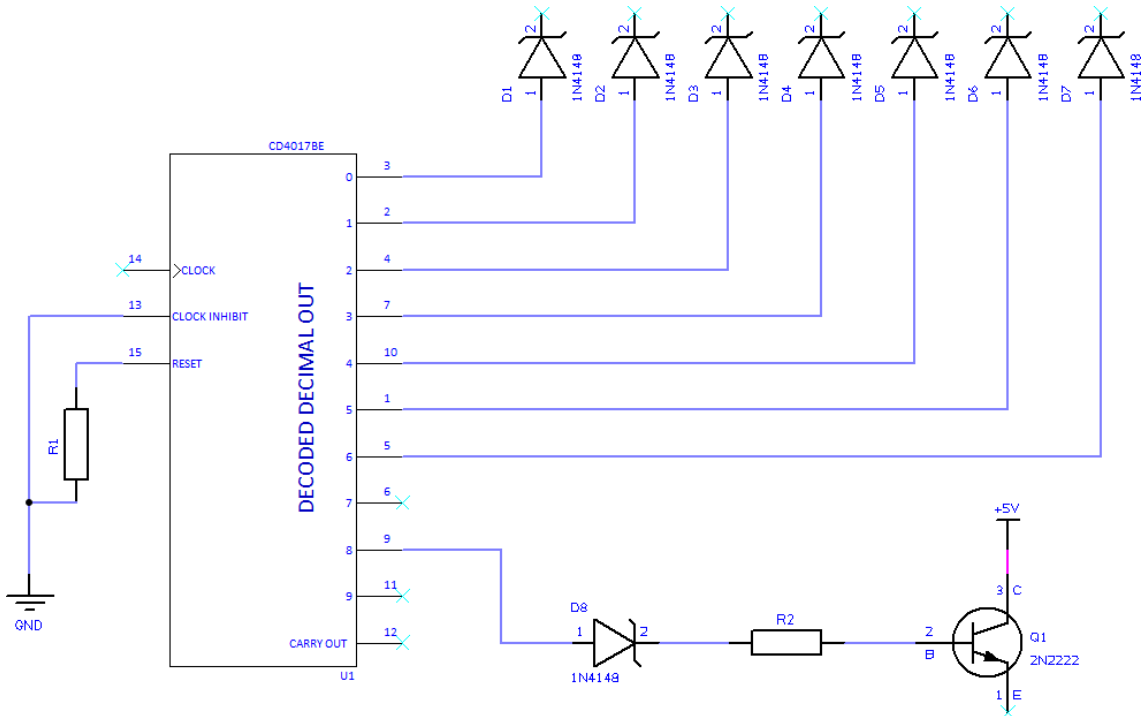 2 2 2 2 2 2 2
1N4148 1N4148 1N4148 1N4148 1N4148 1N4148 1N4148
D1 D2 D3 D4 D5 D6 D7
1 1 1 1 1 1 1
CD4017BE
0 3
1 2
14 CLOCK
2 4
13 CLOCK INHIBIT
3 7
15 RESET
4 10
DECODED DECIMAL OUT
5 1
R1
6 5
7 6
8 9
+5V
9 11
3 C
D8
R2
GND
CARRY OUT 12
1 2
2
B
Q1
1N4148
2N2222
U1
1 E